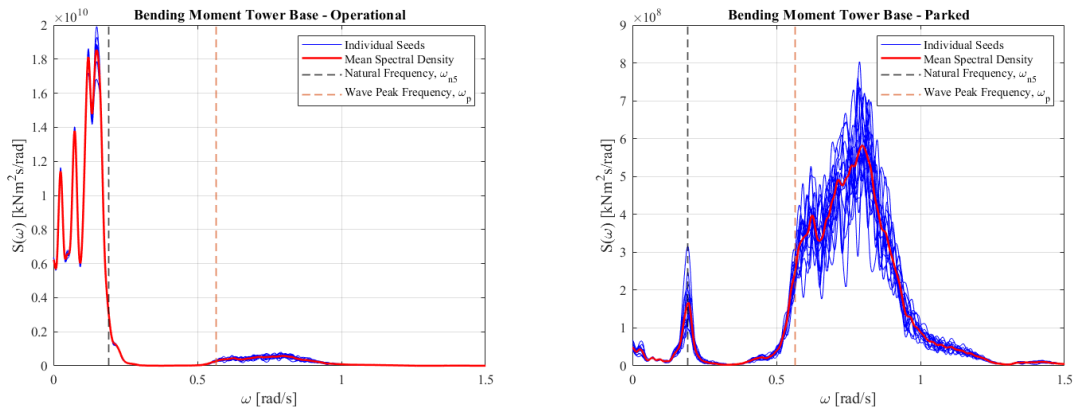 Bending Moment Tower Base - Operational
2 ×10^10
1.8
1.6
1.4
1.2
1.0
0.8
0.6
0.4
0.2
0
S(ω) [kNm²s/rad]
0 0.5 1 1.5
ω [rad/s]
Individual Seeds
Mean Spectral Density
Natural Frequency, ω_n5
Wave Peak Frequency, ω_p
Bending Moment Tower Base - Parked
9 ×10^8
8
7
6
5
4
3
2
1
0
S(ω) [kNm²s/rad]
0 0.5 1 1.5
ω [rad/s]
Individual Seeds
Mean Spectral Density
Natural Frequency, ω_n5
Wave Peak Frequency, ω_p